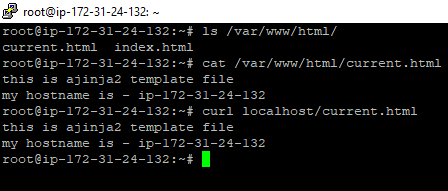 root@ip-172-31-24-132: ~
root@ip-172-31-24-132:~# ls /var/www/html/
current.html  index.html
root@ip-172-31-24-132:~# cat /var/www/html/current.html
this is ajinja2 template file
my hostname is - ip-172-31-24-132
root@ip-172-31-24-132:~# curl localhost/current.html
this is ajinja2 template file
my hostname is - ip-172-31-24-132
root@ip-172-31-24-132:~#